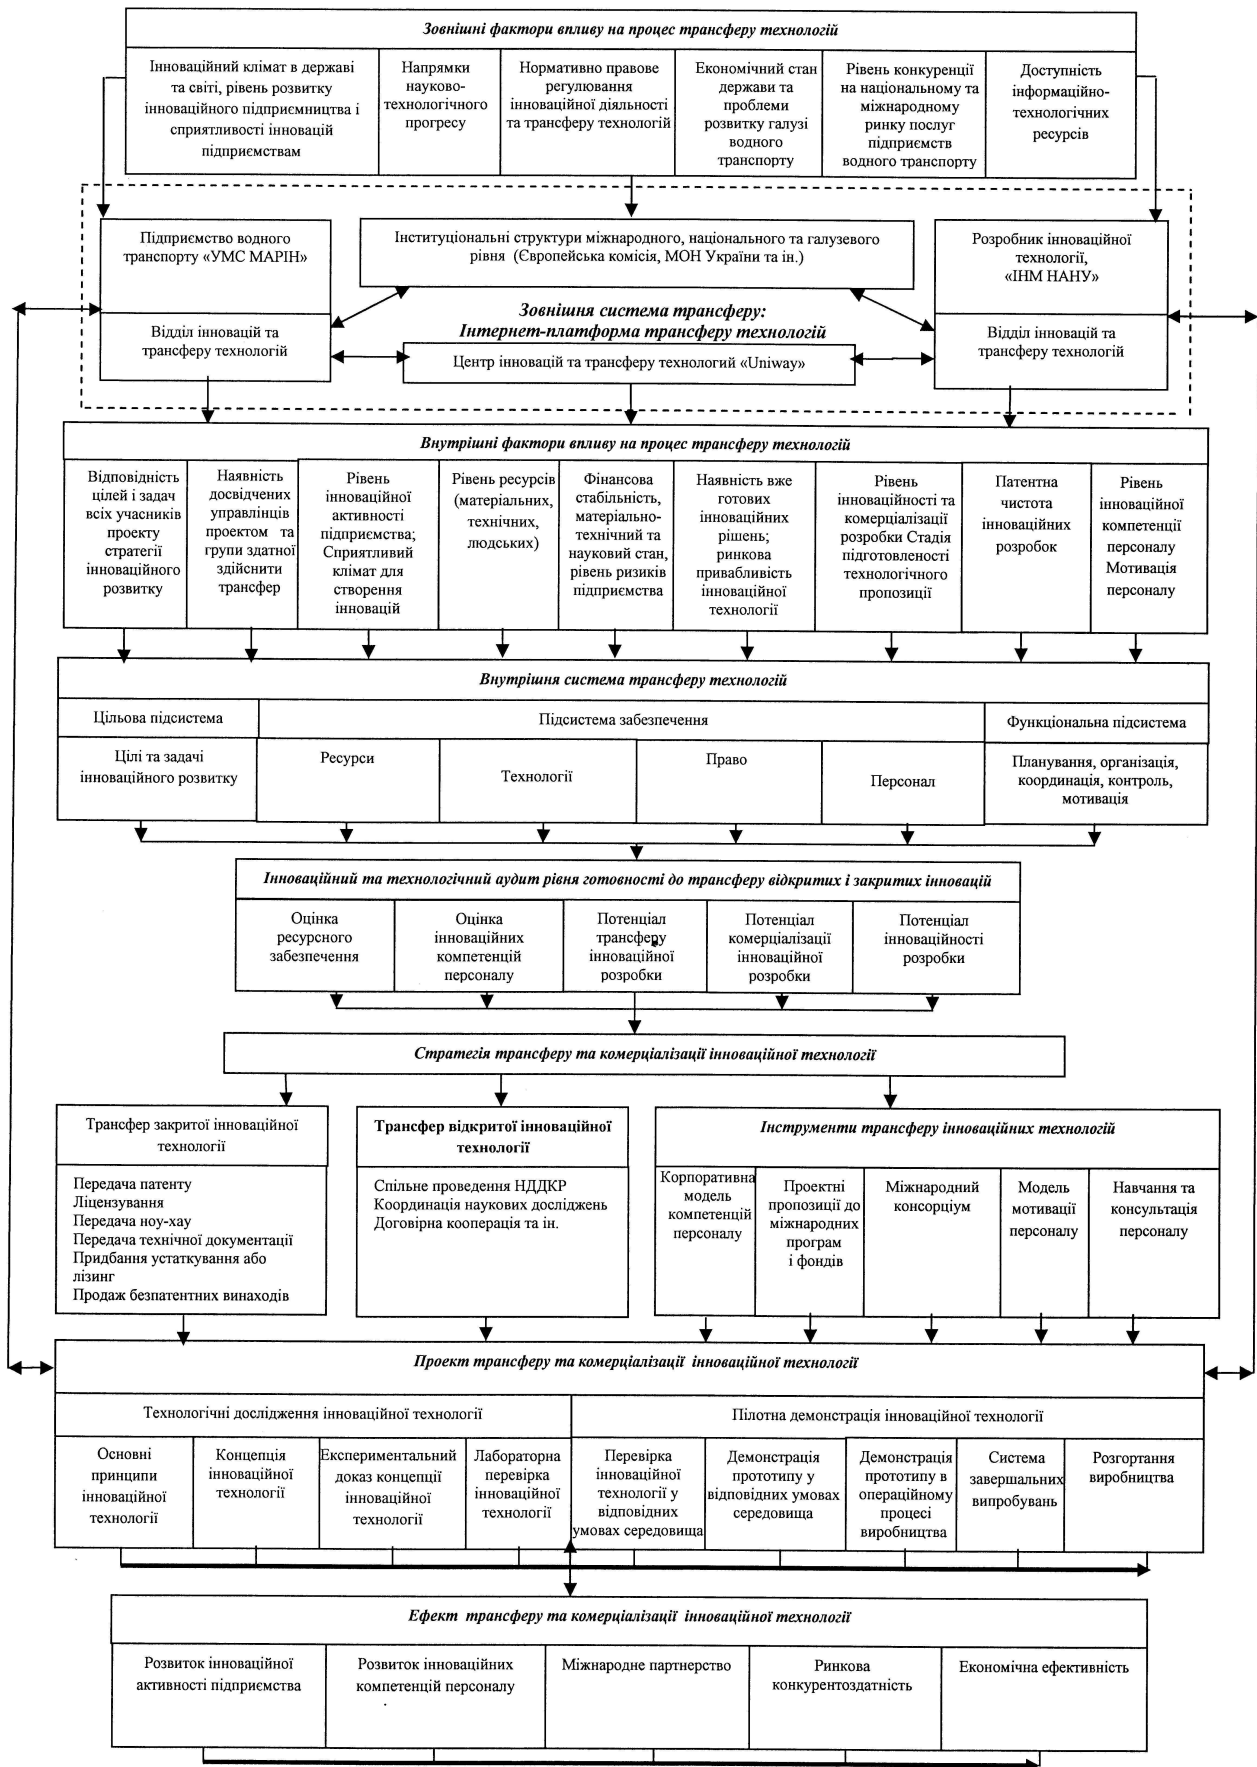 Зовнішні фактори впливу на процес трансферу технологій
Інноваційний клімат в державі
та світі, рівень розвитку
інноваційного підприємництва і
сприятливості інновацій
підприємствам
Напрямки
науково-
технологічного
прогресу
Нормативно правове
регулювання
інноваційної діяльності
та трансферу технологій
Економічний стан
держави та
проблеми
розвитку галузі
водного
транспорту
Рівень конкуренції
на національному та
міжнародному
ринку послуг
підприємств
водного транспорту
Доступність
інформаційно-
технологічних
ресурсів
Підприємство водного
транспорту «УМС МАРІН»
Інституціональні структури міжнародного, національного та галузевого
рівня (Європейська комісія, МОН України та ін.)
Розробник інноваційної
технології,
«ІНМ НАНУ»
Зовнішня система трансферу:
Інтернет-платформа трансферу технологій
Відділ інновацій та
трансферу технологій
Центр інновацій та трансферу технологий «Uniway»
Відділ інновацій та
трансферу технологій
Внутрішні фактори впливу на процес трансферу технологій
Відповідність
цілей і задач
всіх учасників
проекту
стратегії
інноваційного
розвитку
Наявність
досвідчених
управлінців
проектом та
групи здатної
здійснити
трансфер
Рівень
інноваційної
активності
підприємства;
Сприятливий
клімат для
створення
інновацій
Рівень ресурсів
(матеріальних,
технічних,
людських)
Фінансова
стабільність,
матеріально-
технічний та
науковий стан,
рівень ризиків
підприємства
Наявність вже
готових
інноваційних
рішень;
ринкова
привабливість
інноваційної
технології
Рівень
інноваційності та
комерціалізації
розробки Стадія
підготовленості
технологічного
пропозиції
Патентна
чистота
інноваційних
розробок
Рівень
інноваційної
компетенції
персоналу
Мотивація
персоналу
Внутрішня система трансферу технологій
Цільова підсистема
Підсистема забезпечення
Функціональна підсистема
Цілі та задачі
інноваційного розвитку
Ресурси
Технології
Право
Персонал
Планування, організація,
координація, контроль,
мотивація
Інноваційний та технологічний аудит рівня готовності до трансферу відкритих і закритих інновацій
Оцінка
ресурсного
забезпечення
Оцінка
інноваційних
компетенцій
персоналу
Потенціал
трансферу
інноваційної
розробки
Потенціал
комерціалізації
інноваційної
розробки
Потенціал
інноваційності
розробки
Стратегія трансферу та комерціалізації інноваційної технології
Трансфер закритої інноваційної
технології
Передача патенту
Ліцензування
Передача ноу-хау
Передача технічної документації
Придбання устаткування або
лізинг
Продаж безпатентних винаходів
Трансфер відкритої інноваційної
технології
Спільне проведення НДДКР
Координація наукових досліджень
Договірна кооперація та ін.
Інструменти трансферу інноваційних технологій
Корпоративна
модель
компетенцій
персоналу
Проектні
пропозиції до
міжнародних
програм
і фондів
Міжнародний
консорціум
Модель
мотивації
персоналу
Навчання та
консультація
персоналу
Проект трансферу та комерціалізації інноваційної технології
Технологічні дослідження інноваційної технології
Пілотна демонстрація інноваційної технології
Основні
принципи
інноваційної
технології
Концепція
інноваційної
технології
Експериментальний
доказ концепції
інноваційної
технології
Лабораторна
перевірка
інноваційної
технології
Перевірка
інноваційної
технології у
відповідних
умовах середовища
Демонстрація
прототипу у
відповідних умовах
середовища
Демонстрація
прототипу в
операційному
процесі
виробництва
Система
завершальних
випробувань
Розгортання
виробництва
Ефект трансферу та комерціалізації інноваційної технології
Розвиток інноваційної
активності підприємства
Розвиток інноваційних
компетенцій персоналу
Міжнародне партнерство
Ринкова
конкурентоздатність
Економічна ефективність